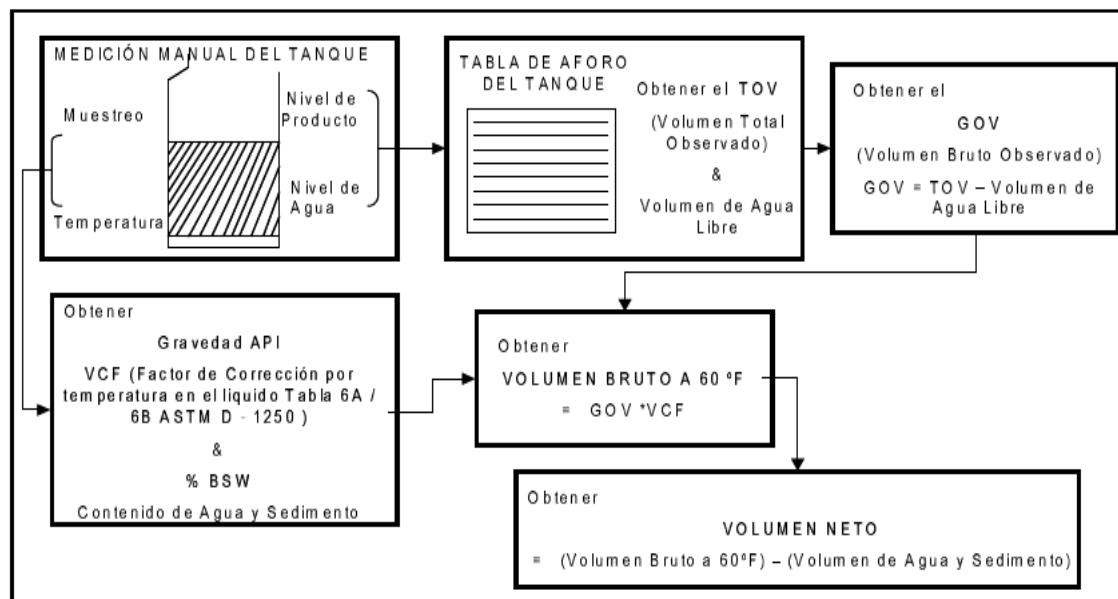 MEDICIÓN MANUAL DEL TANQUE
Muestreo
Temperatura
Nivel de
Producto
Nivel de
Agua
TABLA DE AFORO
DEL TANQUE
Obtener el TOV
(Volumen Total
Observado)
&
Volumen de Agua
Libre
Obtener el
GOV
(Volumen Bruto Observado)
GOV = TOV – Volumen de
Agua Libre
Obtener
Gravedad API
VCF (Factor de Corrección por
temperatura en el liquido Tabla 6A /
6B ASTM D - 1250 )
&
% BSW
Contenido de Agua y Sedimento
Obtener
VOLUMEN BRUTO A 60 ºF
= GOV *VCF
Obtener
VOLUMEN NETO
= (Volumen Bruto a 60ºF) – (Volumen de Agua y Sedimento)